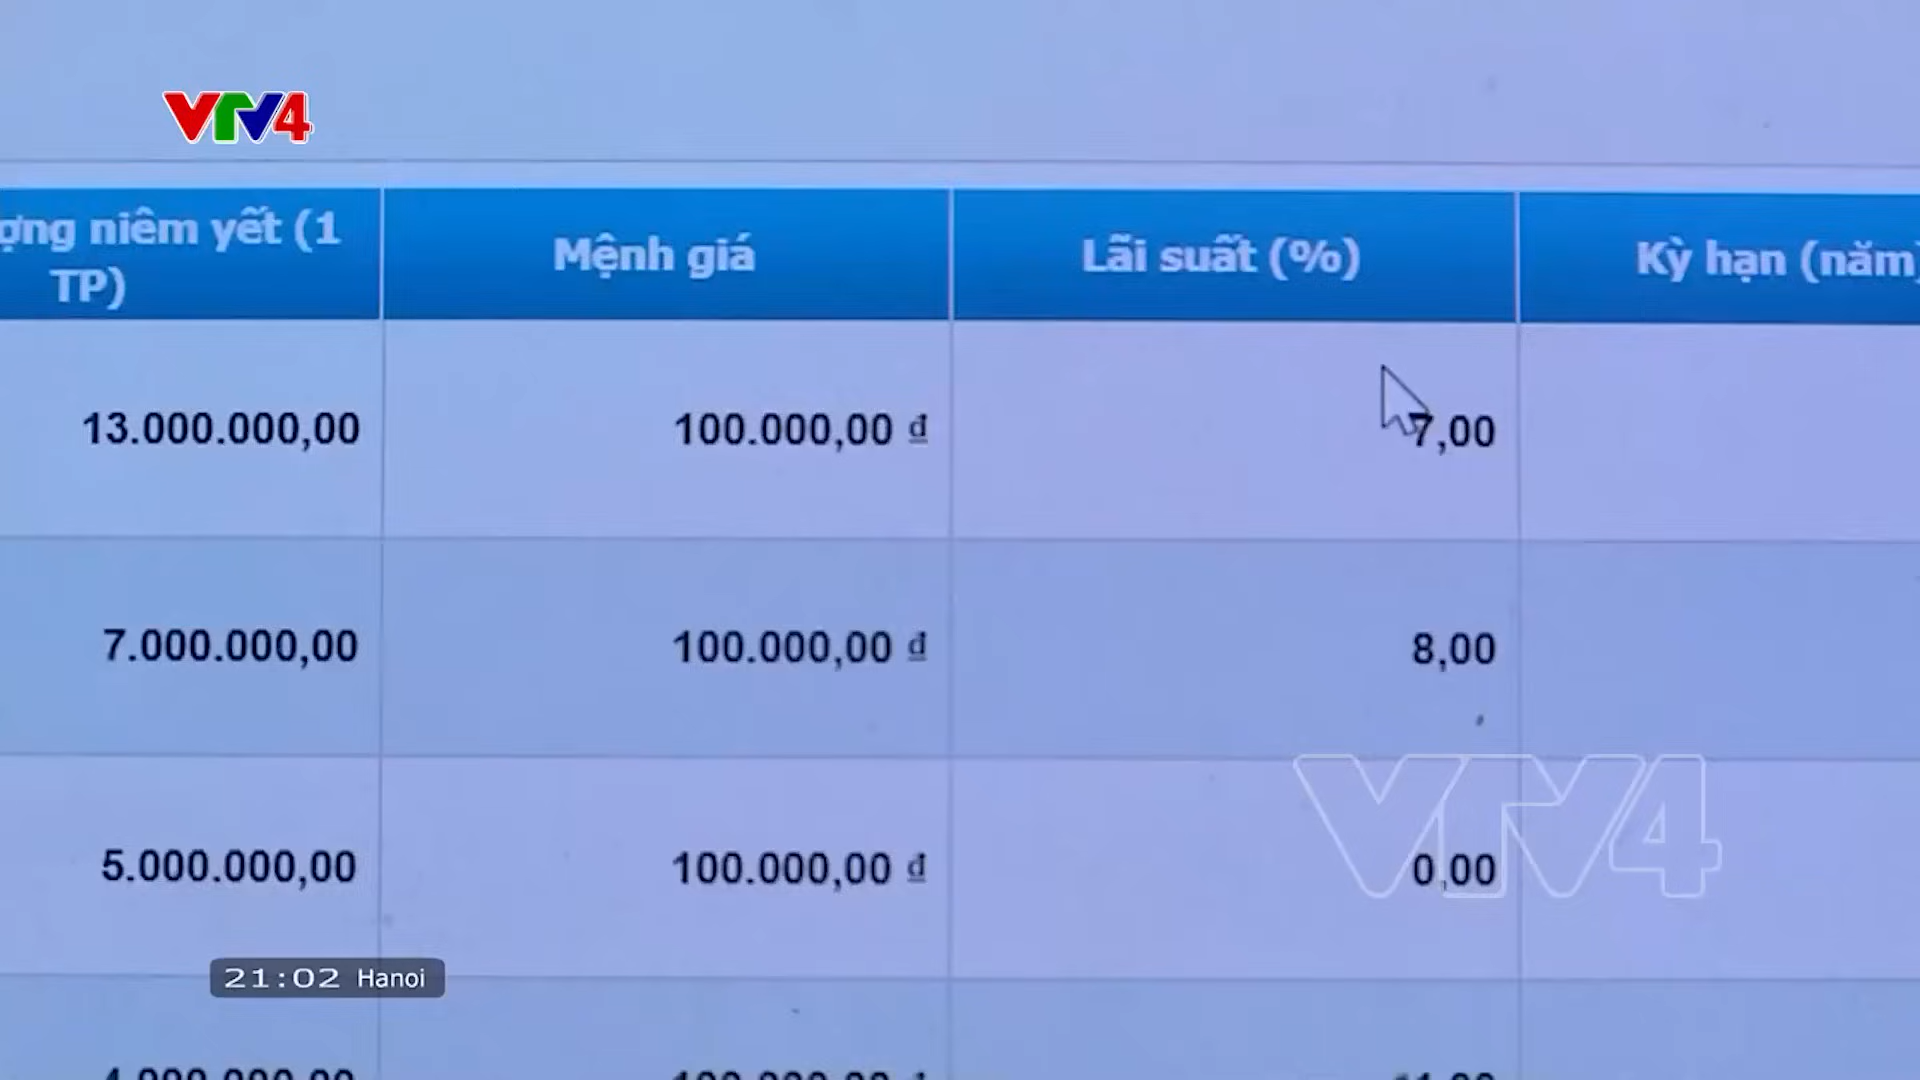 VTV4
ợng niêm yết (1
TP)
Mệnh giá
Lãi suất (%)
Kỳ hạn (năm)
13.000.000,00
100.000,00 ₫
7,00
7.000.000,00
100.000,00 ₫
8,00
5.000.000,00
100.000,00 ₫
0,00
VTV4
21:02 Hanoi